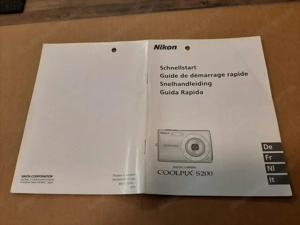 Nikon
Schnellstart
Guide de démarrage rapide
Snelhandleiding
Guida Rapida
Nikon
DIGITAL CAMERA
COOLPIX S200
De
Fr
Nl
It
NIKON CORPORATION